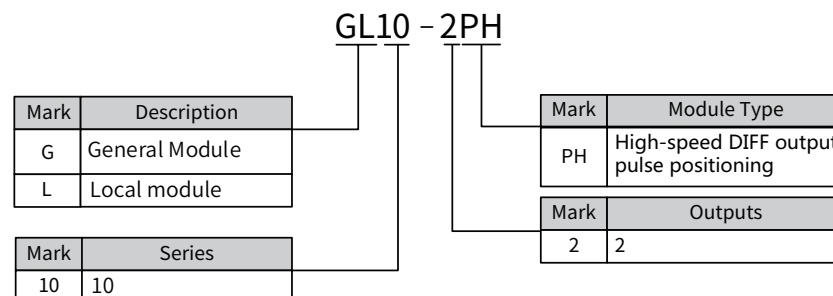 GL10 - 2PH
Mark Description
G General Module
L Local module
Mark Series
10 10
Mark Module Type
PH High-speed DIFF output
pulse positioning
Mark Outputs
2 2